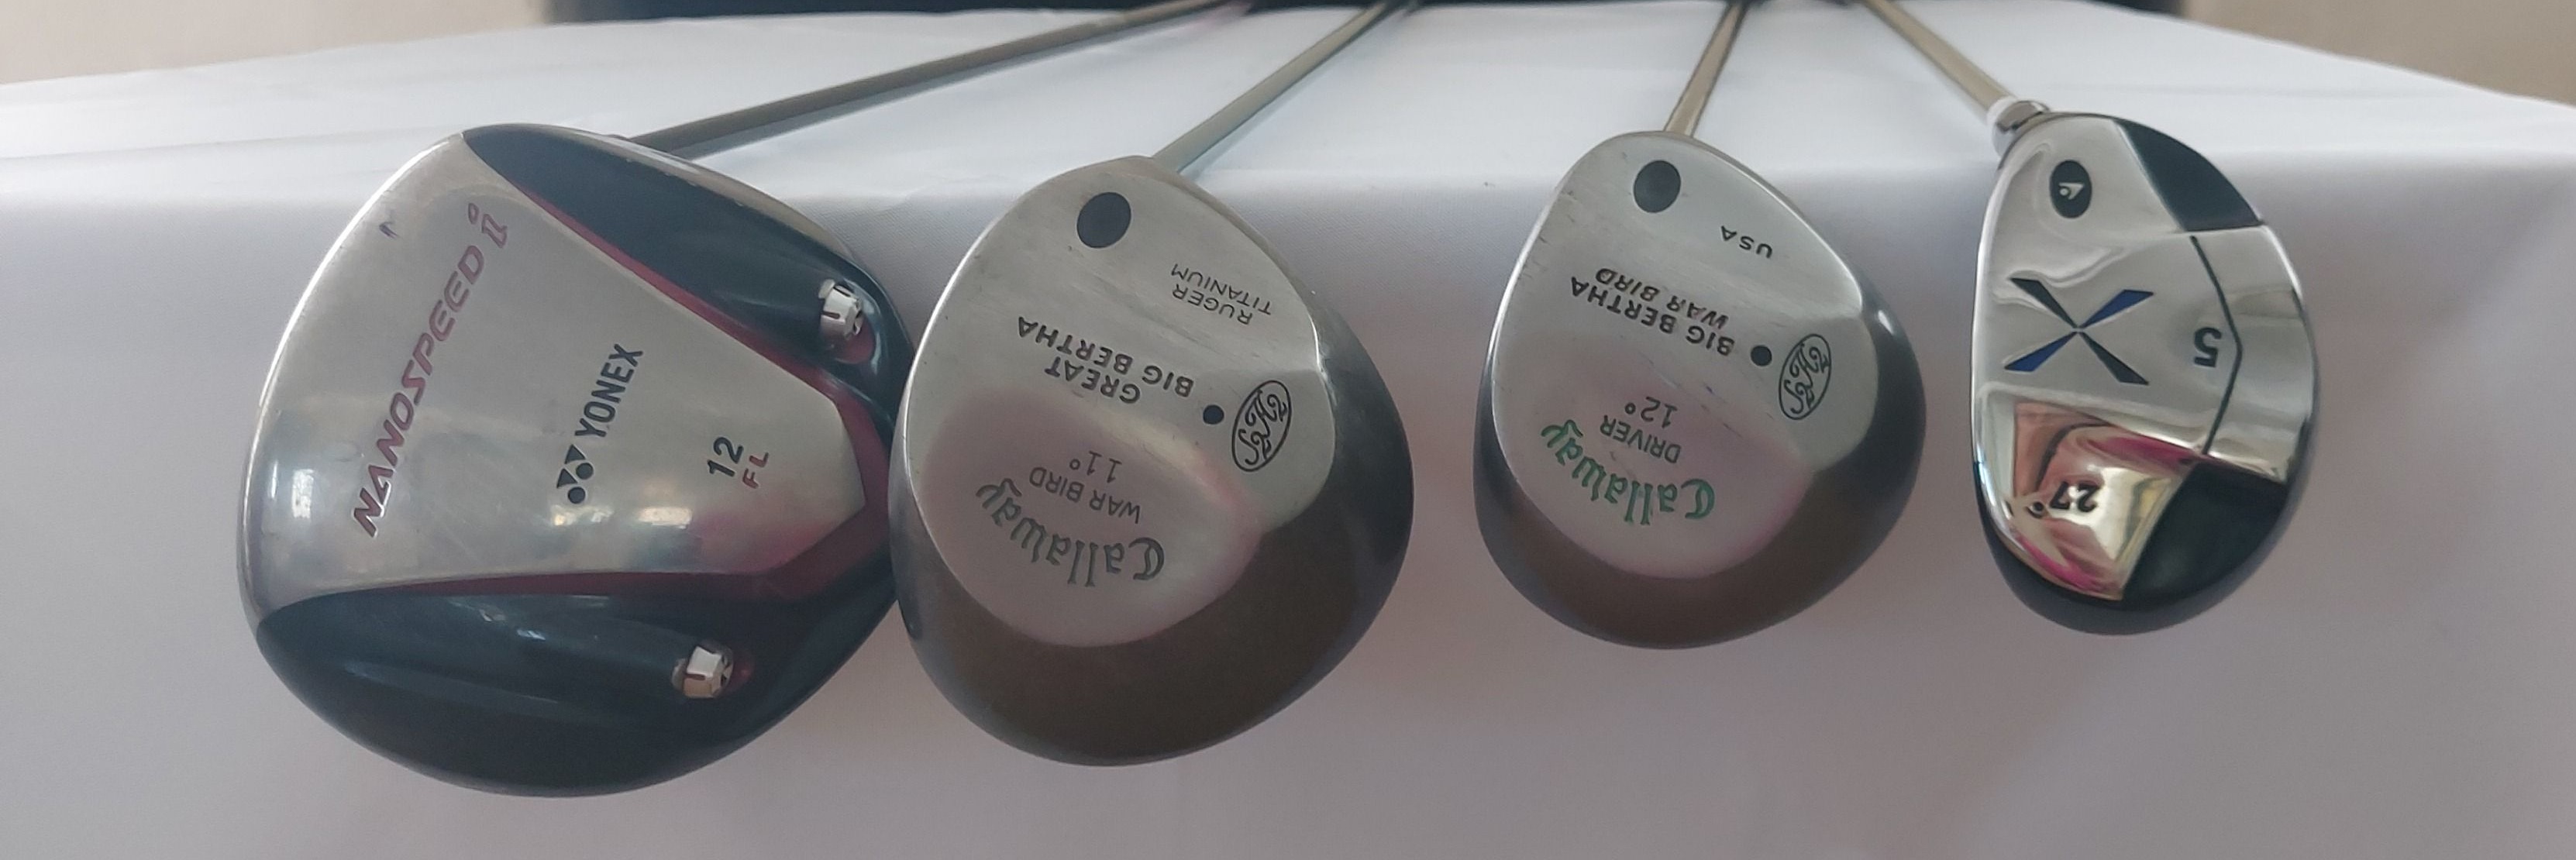 NANOSPEED i
YONEX
12
FL
Callaway
WAR BIRD
11°
GREAT
BIG BERTHA
RUGER
TITANIUM
Callaway
DRIVER
12°
BIG BERTHA
WAR BIRD
USA
5
X
27°